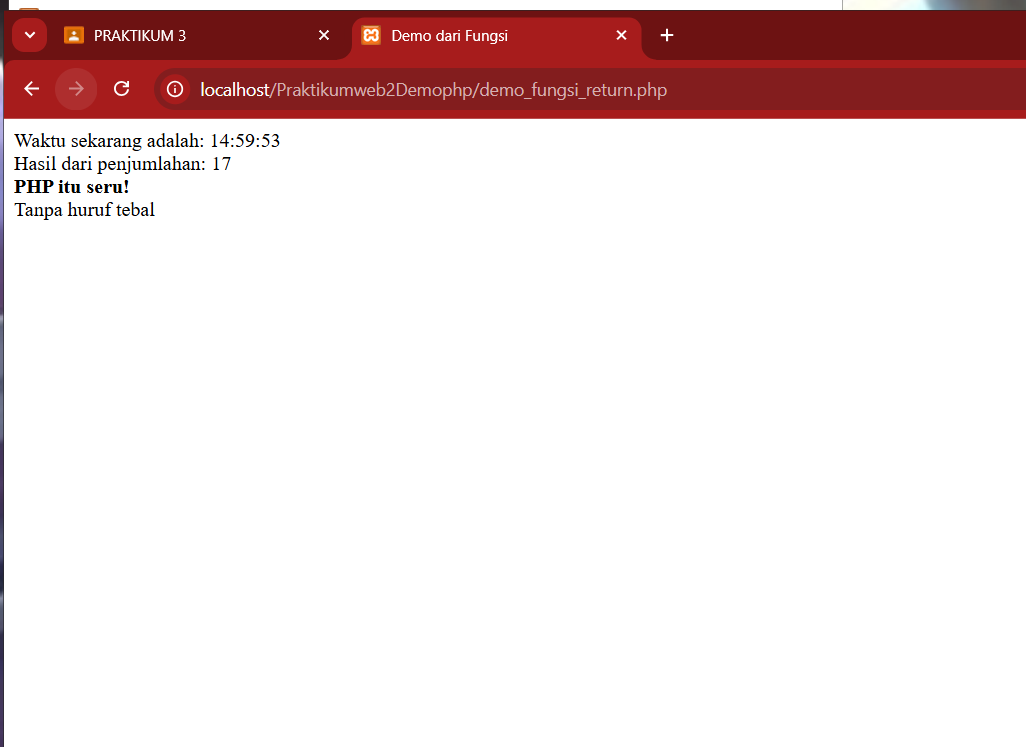 PRAKTIKUM 3
Demo dari Fungsi
localhost/Praktikumweb2Demophp/demo_fungsi_return.php
Waktu sekarang adalah: 14:59:53
Hasil dari penjumlahan: 17
PHP itu seru!
Tanpa huruf tebal